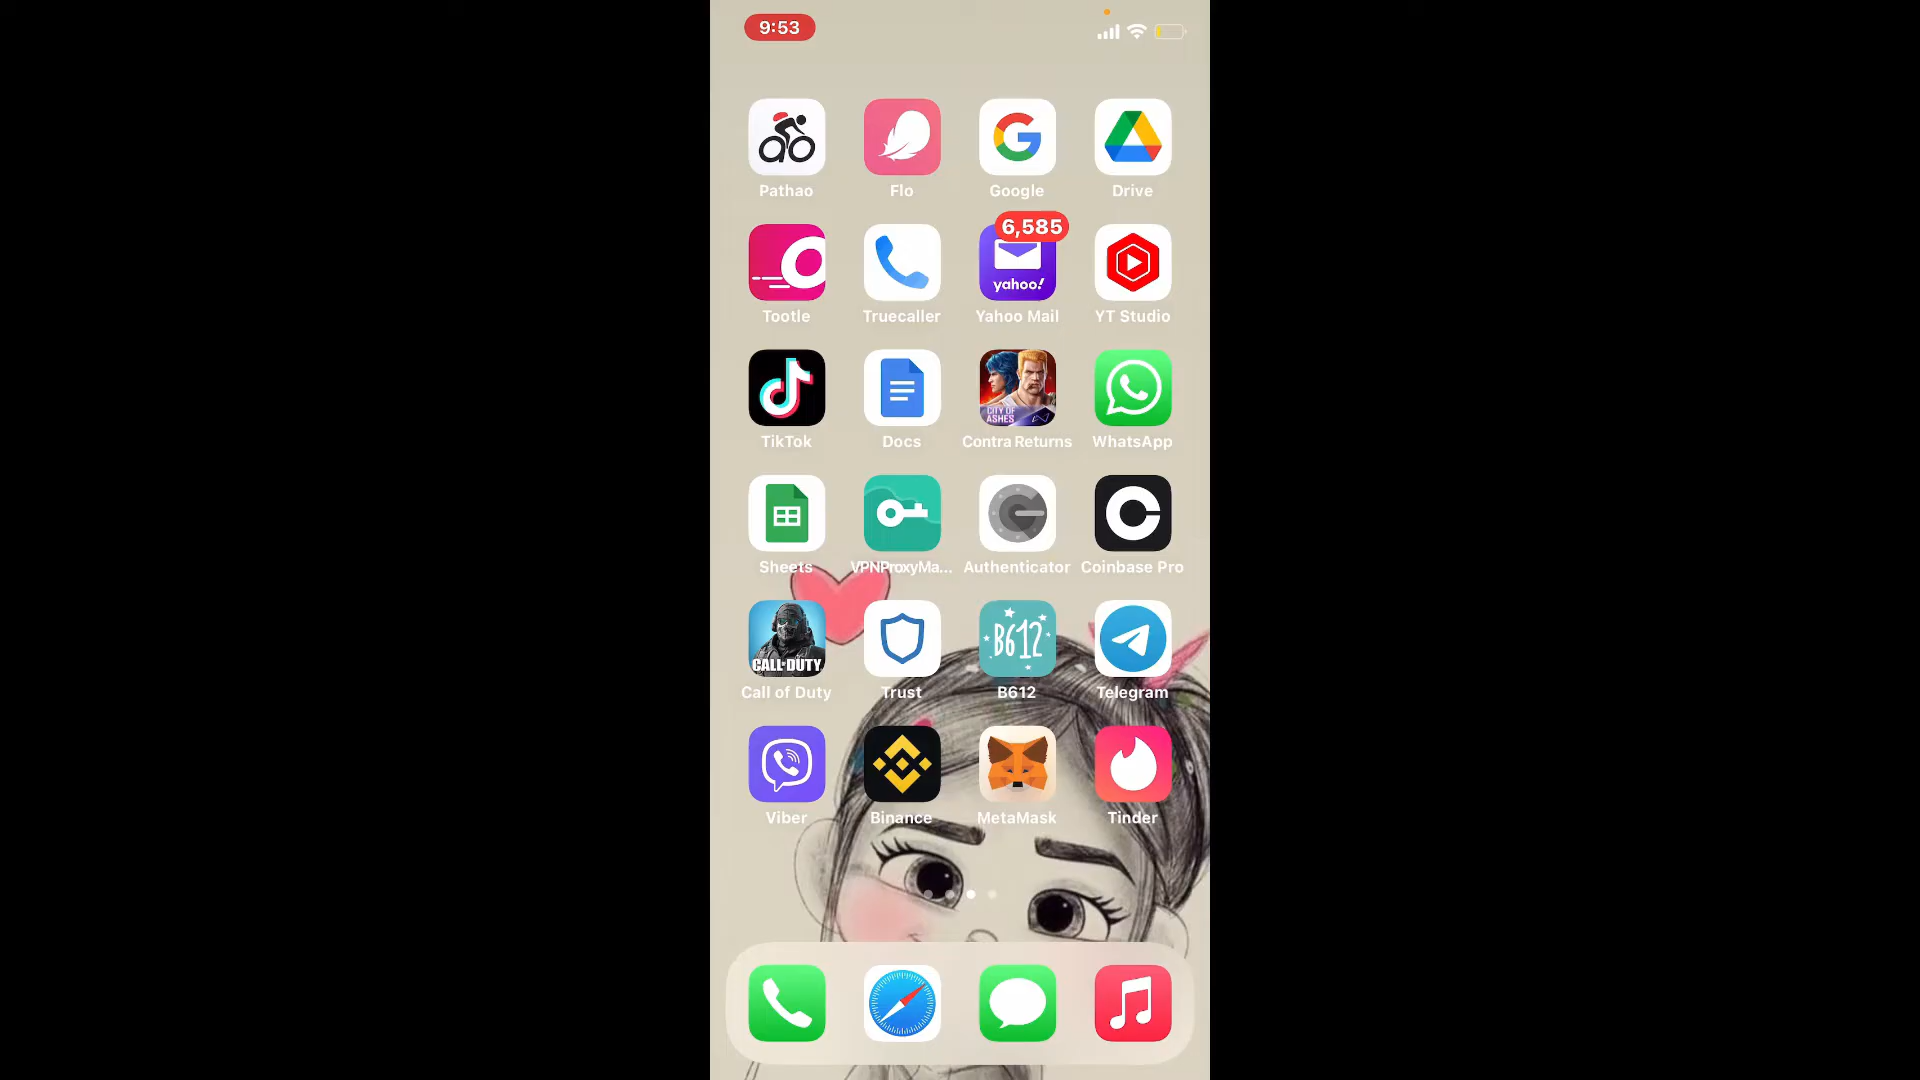 9:53
Pathao Flo Google Drive
6,585
yahoo!
Tootle Truecaller Yahoo Mail YT Studio
CITY OF
ASHES
TikTok Docs Contra Returns WhatsApp
Sheets VPNProxyMa... Authenticator Coinbase Pro
CALL OF DUTY
B612
Call of Duty Trust B612 Telegram
Viber Binance MetaMask Tinder